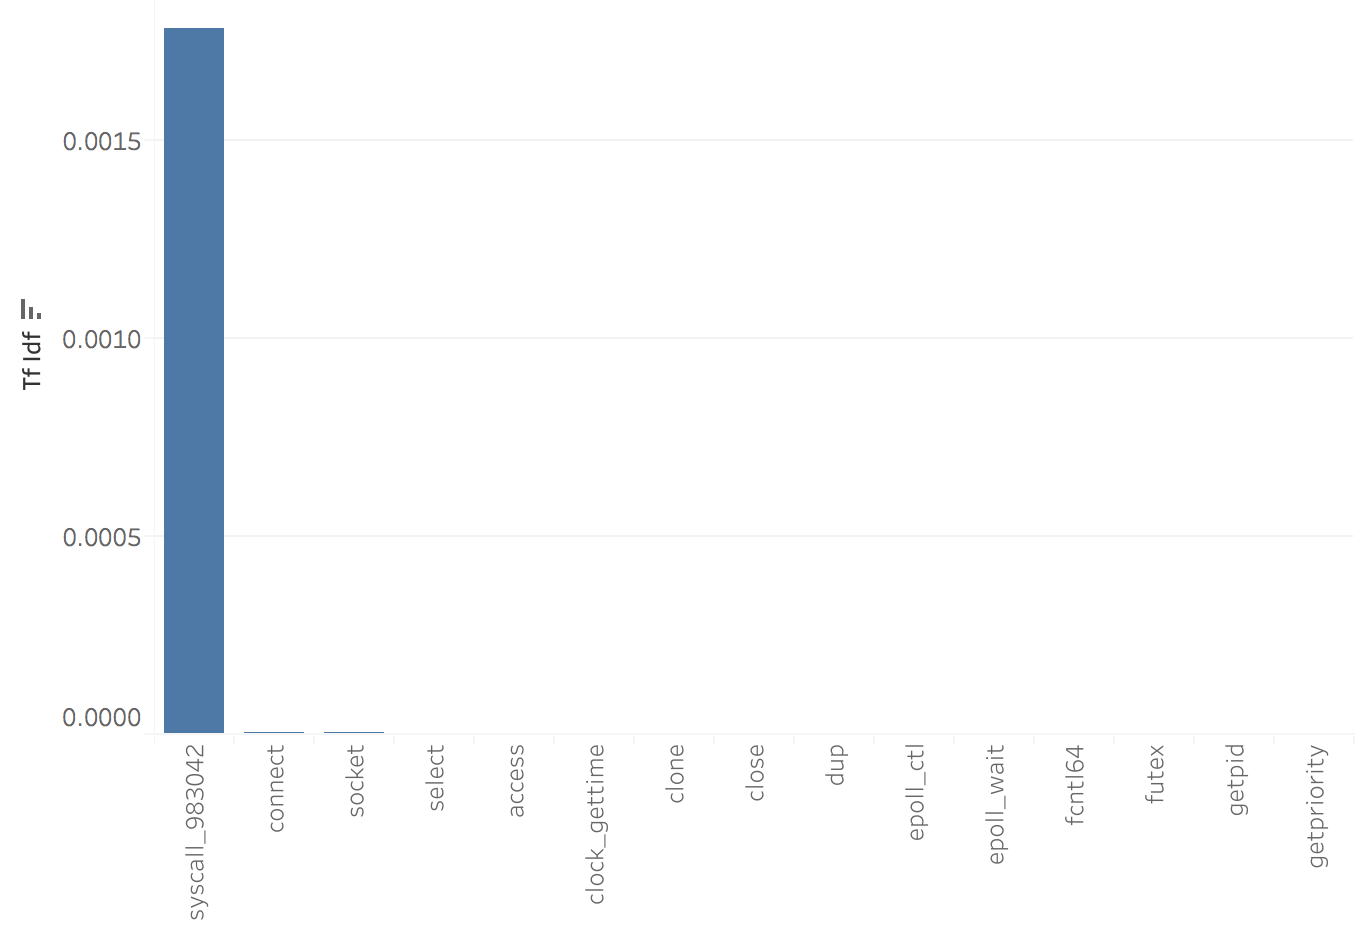 Tf Idf
0.0015
0.0010
0.0005
0.0000
syscall_983042
connect
socket
select
access
clock_gettime
clone
close
dup
epoll_ctl
epoll_wait
fcntl64
futex
getpid
getpriority